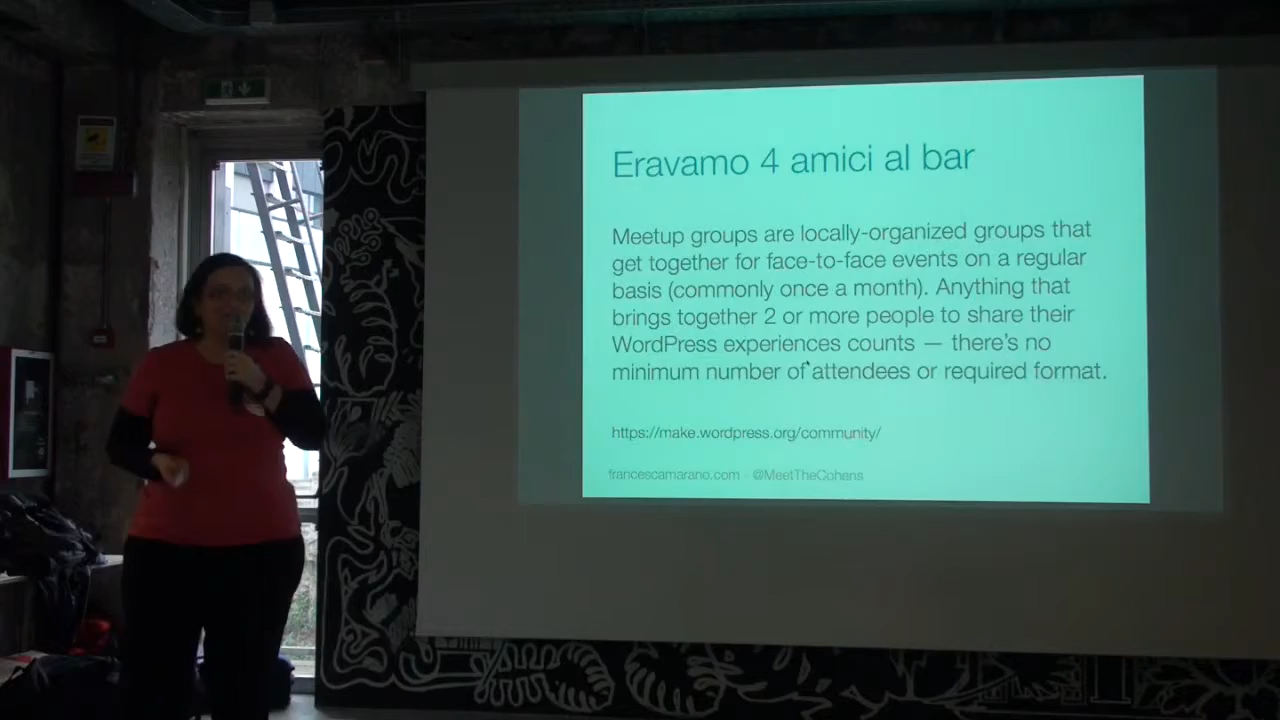 Eravamo 4 amici al bar
Meetup groups are locally-organized groups that
get together for face-to-face events on a regular
basis (commonly once a month). Anything that
brings together 2 or more people to share their
WordPress experiences counts — there's no
minimum number of attendees or required format.
https://make.wordpress.org/community/
francescamarano.com - @MeetTheCohens